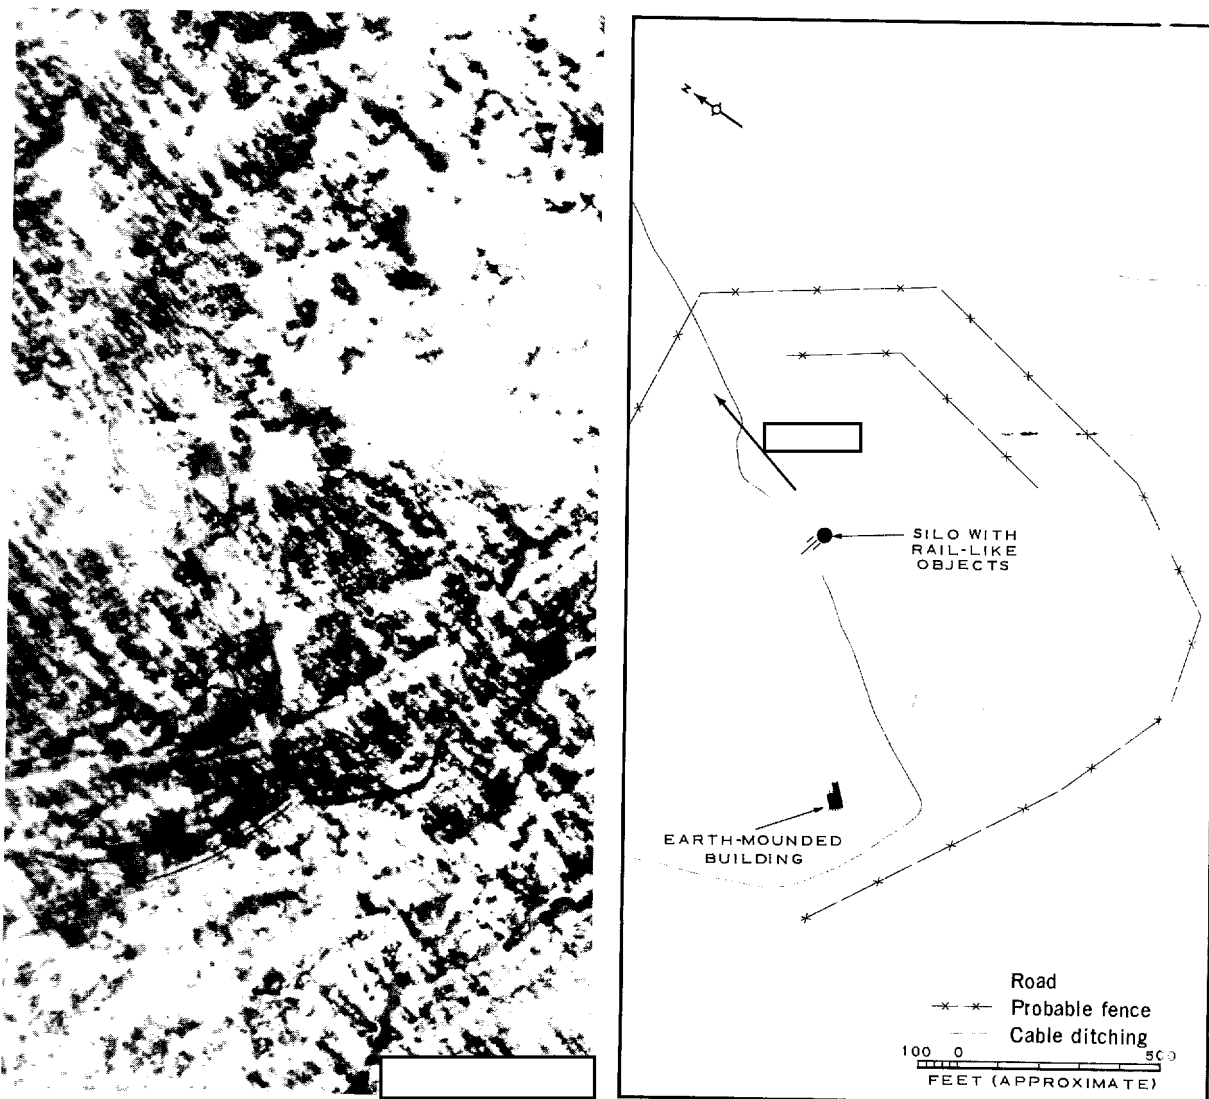 N
SILO WITH
RAIL-LIKE
OBJECTS
EARTH-MOUNDED
BUILDING
Road
Probable fence
Cable ditching
100 0 500
FEET (APPROXIMATE)